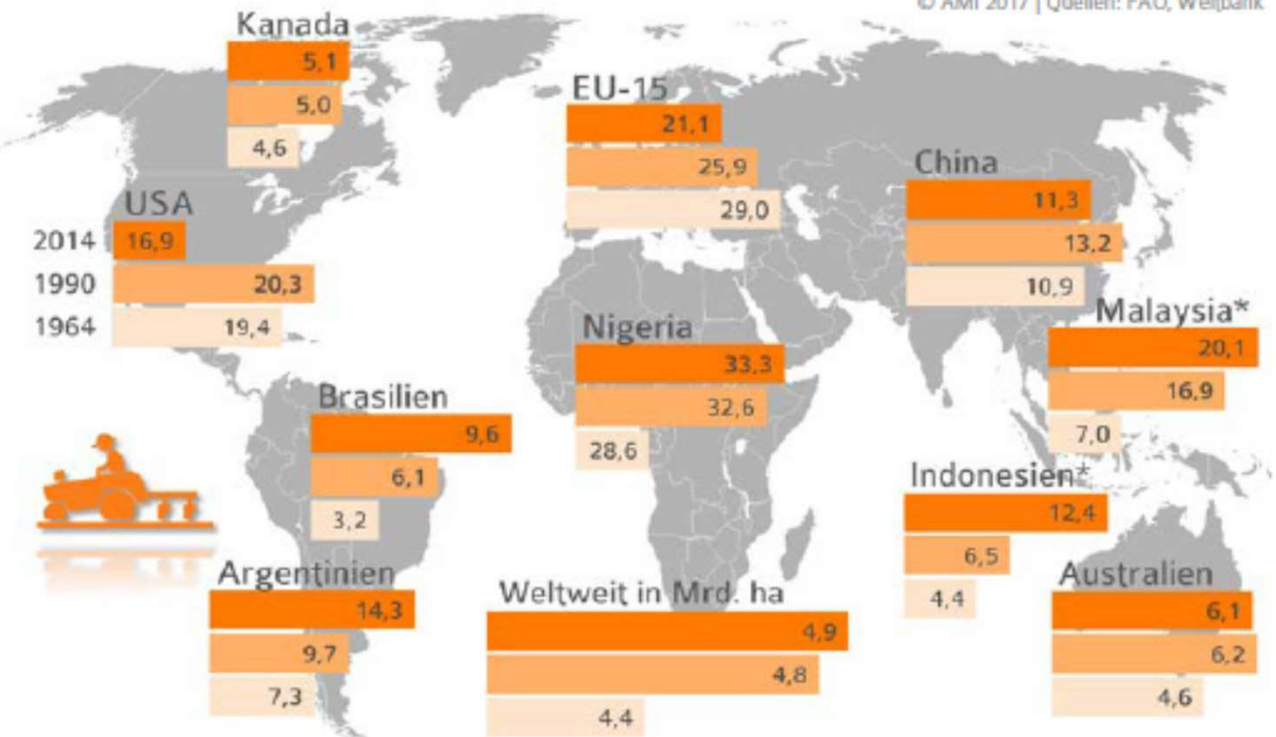 © AMI 2017 | Quellen: FAO, Weltbank
Kanada
5,1
5,0
4,6
USA
2014 16,9
1990 20,3
1964 19,4
EU-15
21,1
25,9
29,0
China
11,3
13,2
10,9
Malaysia*
20,1
16,9
7,0
Nigeria
33,3
32,6
28,6
Brasilien
9,6
6,1
3,2
Indonesien*
12,4
6,5
4,4
Argentinien
14,3
9,7
7,3
Weltweit in Mrd. ha
4,9
4,8
4,4
Australien
6,1
6,2
4,6